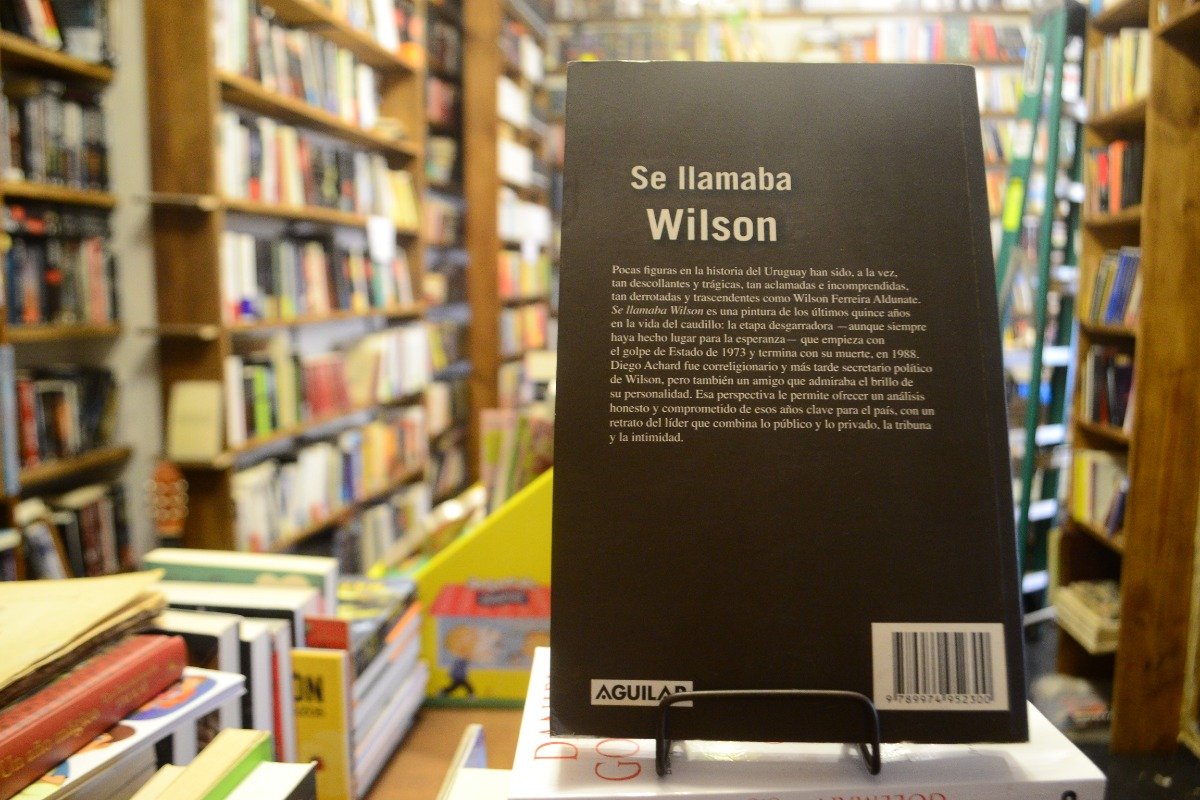 Se llamaba
Wilson
Pocas figuras en la historia del Uruguay han sido, a la vez,
tan descollantes y trágicas, tan aclamadas e incomprendidas,
tan derrotadas y trascendentes como Wilson Ferreira Aldunate.
Se llamaba Wilson es una pintura de los últimos quince años
en la vida del caudillo: la etapa desgarradora —aunque siempre
haya hecho lugar para la esperanza— que empieza con
el golpe de Estado de 1973 y termina con su muerte, en 1988.
Diego Achard fue correligionario y más tarde secretario político
de Wilson, pero también un amigo que admiraba el brillo de
su personalidad. Esa perspectiva le permite ofrecer un análisis
honesto y comprometido de esos años clave para el país, con un
retrato del líder que combina lo público y lo privado, la tribuna
y la intimidad.
AGUILAR
9 789974 952300